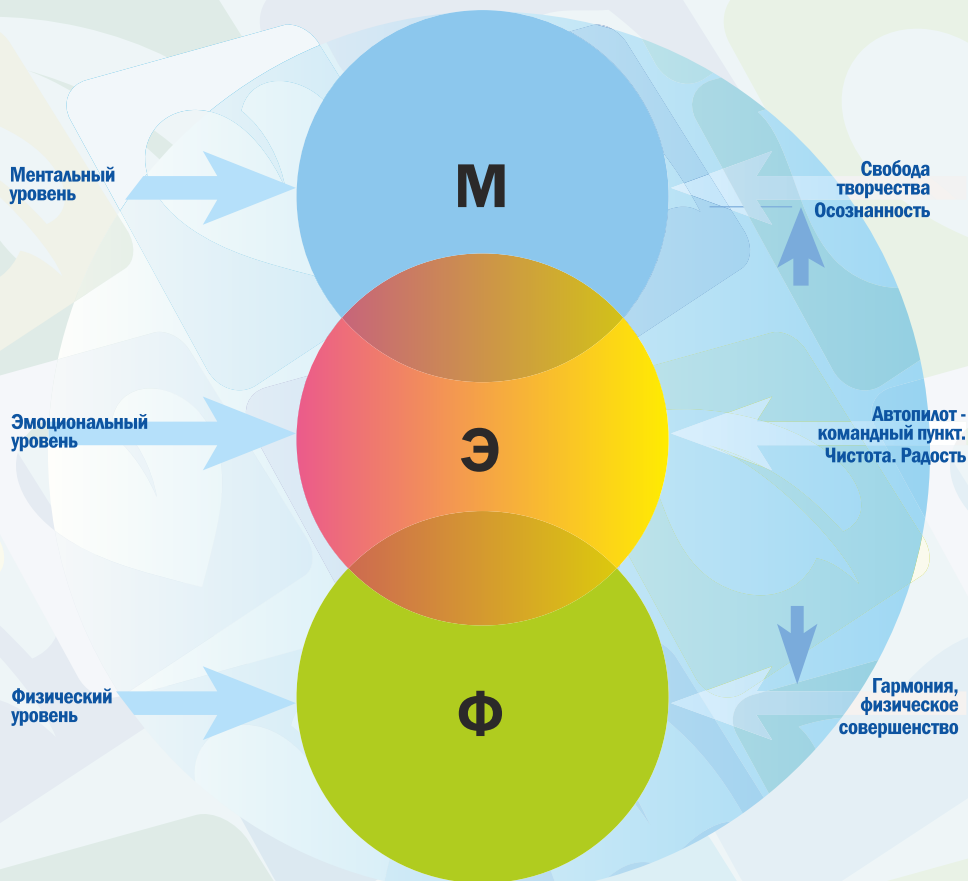 Ментальный
уровень
М
Свобода
творчества
Осознанность
Эмоциональный
уровень
Э
Автопилот -
командный пункт.
Чистота. Радость
Физический
уровень
Ф
Гармония,
физическое
совершенство